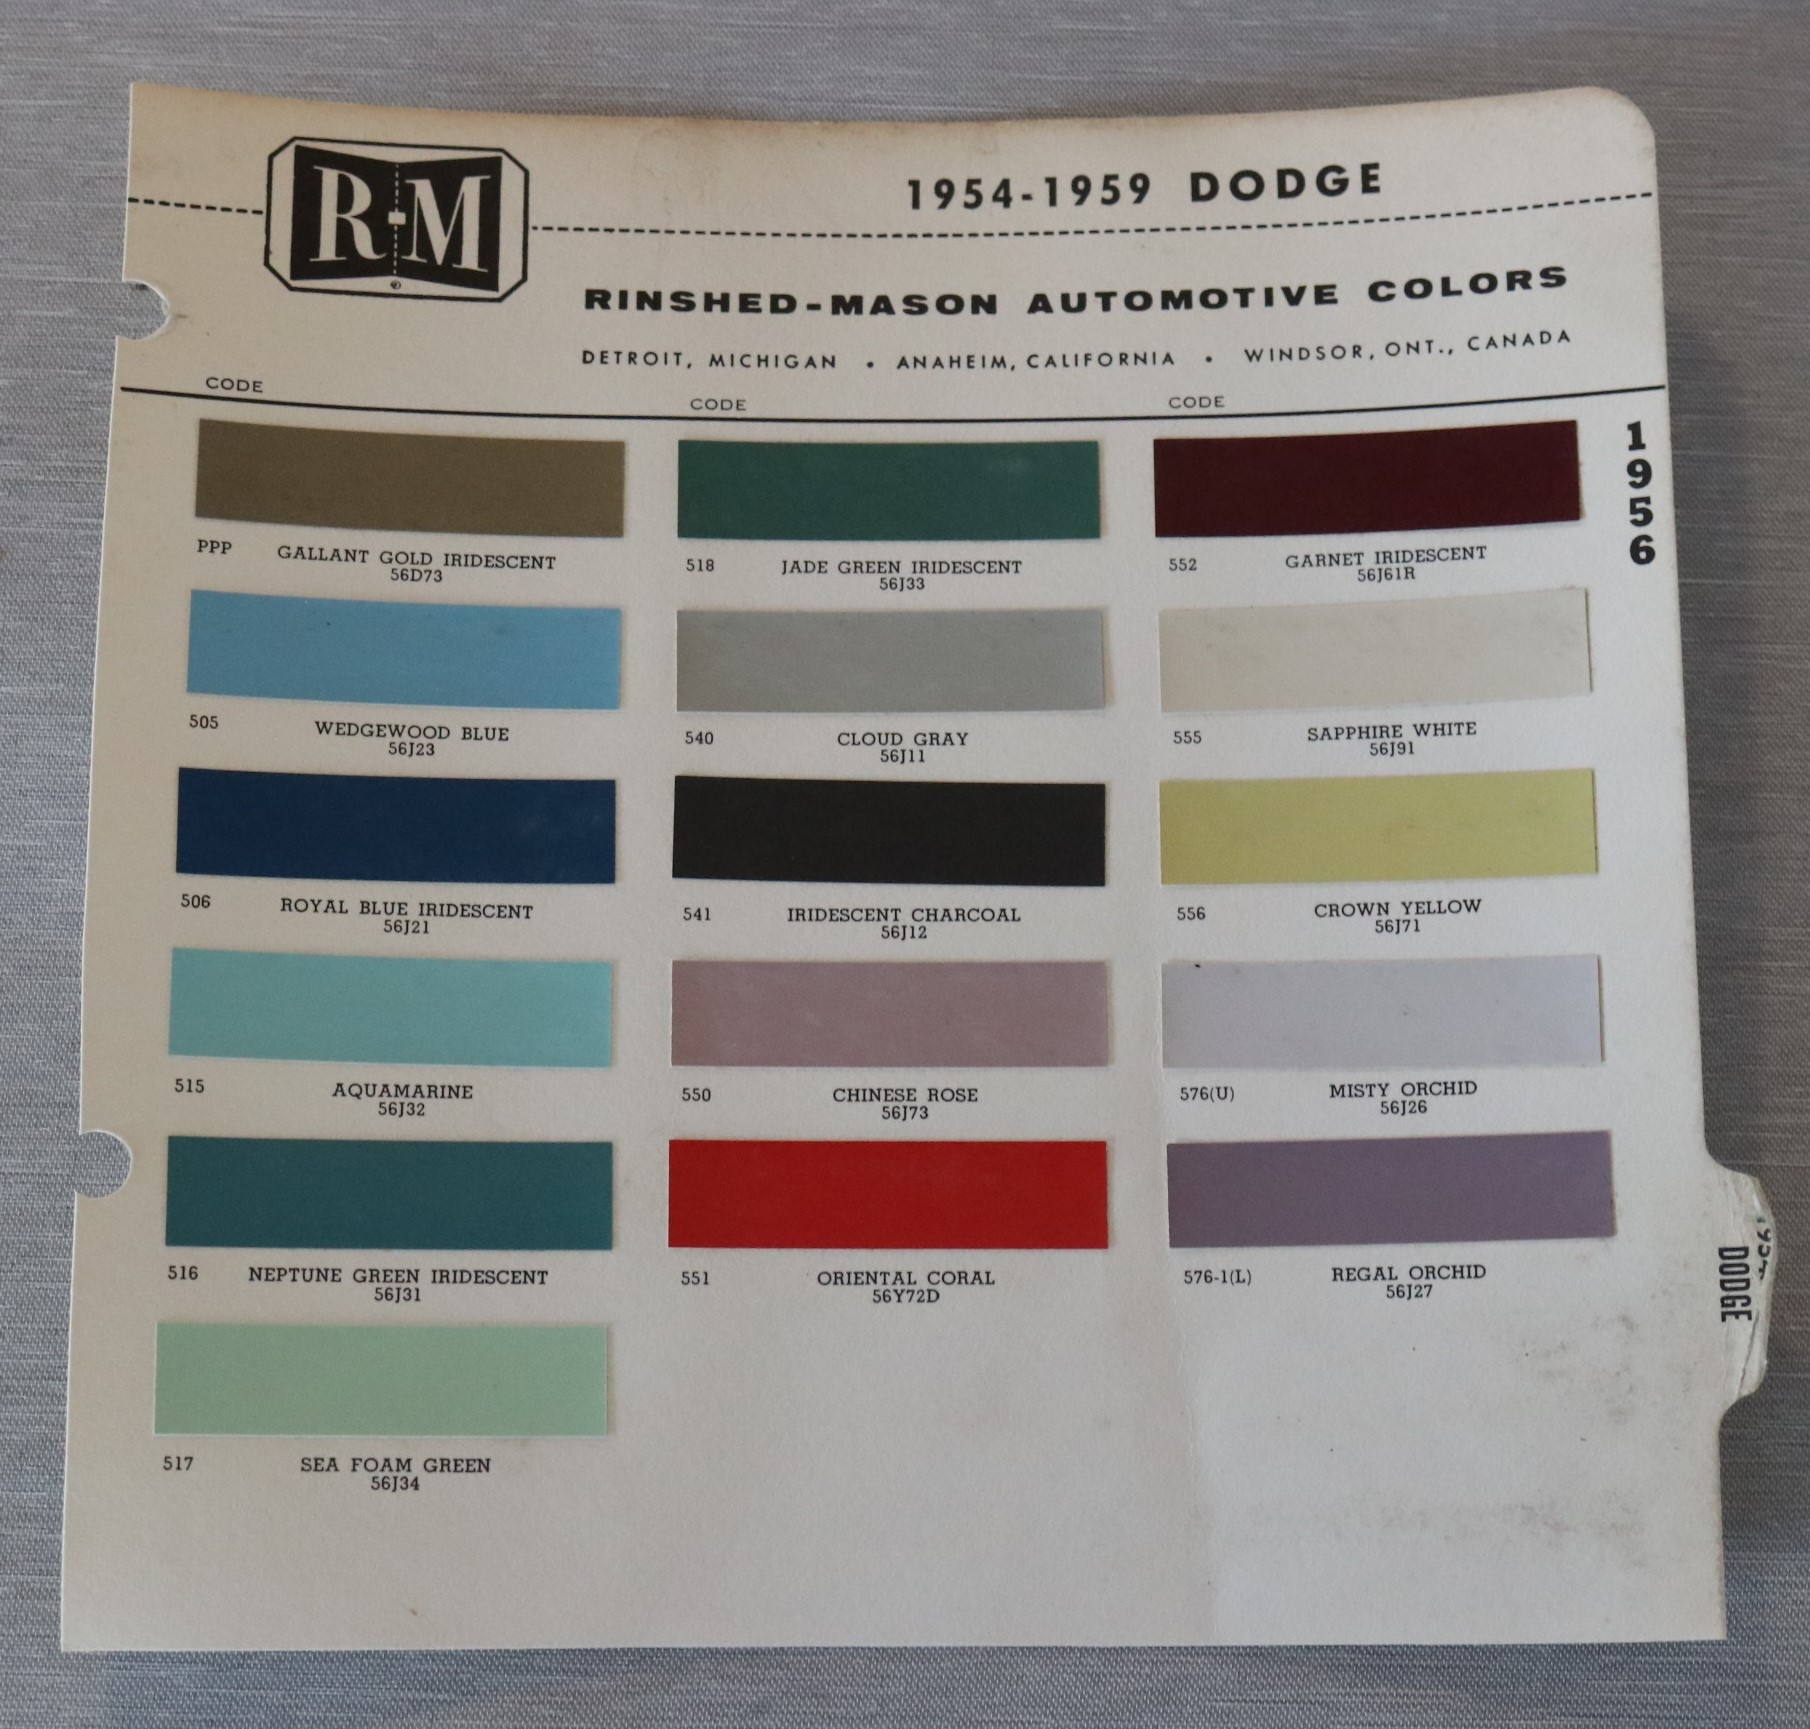 R-M
1954-1959 DODGE
RINSHED-MASON AUTOMOTIVE COLORS
DETROIT, MICHIGAN • ANAHEIM, CALIFORNIA • WINDSOR, ONT., CANADA
CODE CODE CODE
1956
PPP GALLANT GOLD IRIDESCENT
56D73
518 JADE GREEN IRIDESCENT
56J33
552 GARNET IRIDESCENT
56J61R
505 WEDGEWOOD BLUE
56J23
540 CLOUD GRAY
56J11
555 SAPPHIRE WHITE
56J91
506 ROYAL BLUE IRIDESCENT
56J21
541 IRIDESCENT CHARCOAL
56J12
556 CROWN YELLOW
56J71
515 AQUAMARINE
56J32
550 CHINESE ROSE
56J73
576(U) MISTY ORCHID
56J26
516 NEPTUNE GREEN IRIDESCENT
56J31
551 ORIENTAL CORAL
56Y72D
576-1(L) REGAL ORCHID
56J27
517 SEA FOAM GREEN
56J34
DODGE